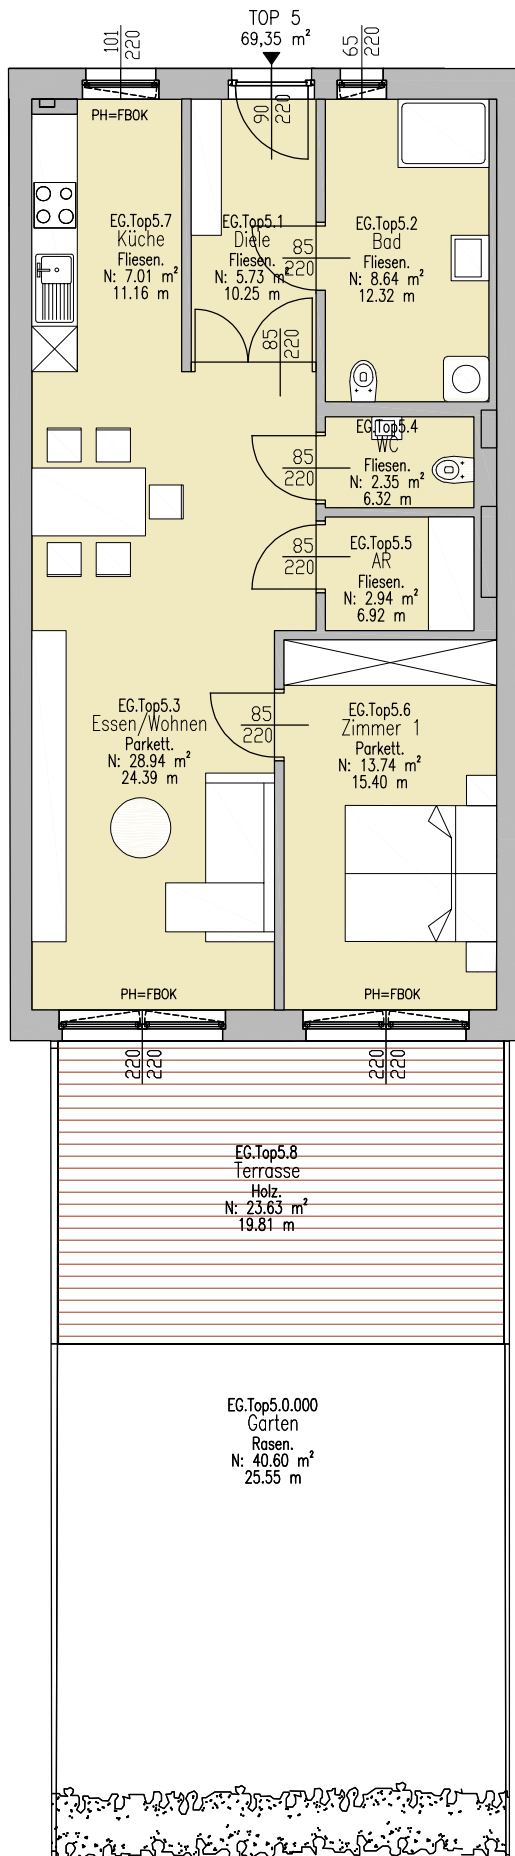 TOP 5
69,35 m²
101
220
90
220
65
220
PH=FBOK
EG.Top5.7
Küche
Fliesen.
N: 7.01 m²
11.16 m
EG.Top5.1
Diele
Fliesen.
N: 5.73 m²
10.25 m
85
220
EG.Top5.2
Bad
Fliesen.
N: 8.64 m²
12.32 m
85
220
EG.Top5.4
WC
Fliesen.
N: 2.35 m²
6.32 m
85
220
EG.Top5.5
AR
Fliesen.
N: 2.94 m²
6.92 m
85
220
EG.Top5.3
Essen/Wohnen
Parkett.
N: 28.94 m²
24.39 m
85
220
EG.Top5.6
Zimmer 1
Parkett.
N: 13.74 m²
15.40 m
PH=FBOK
PH=FBOK
220
220
220
220
EG.Top5.8
Terrasse
Holz.
N: 23.63 m²
19.81 m
EG.Top5.0.000
Garten
Rasen.
N: 40.60 m²
25.55 m